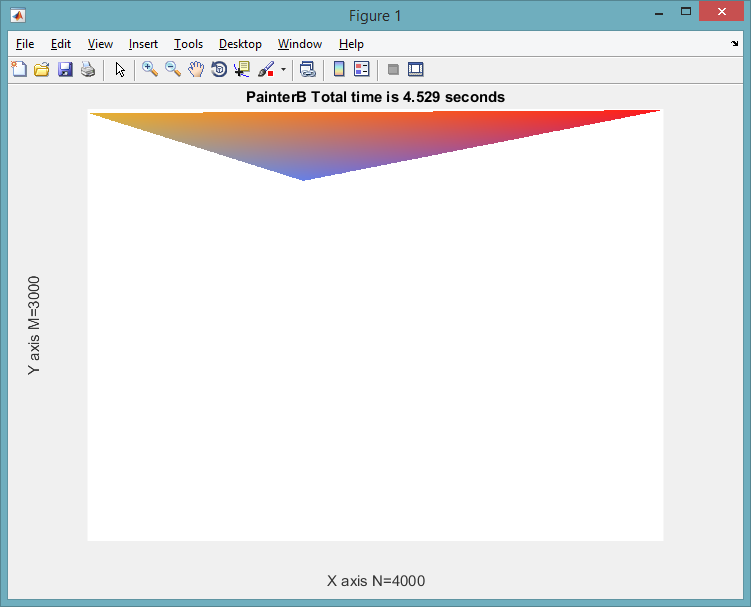 Figure 1
File Edit View Insert Tools Desktop Window Help
PainterB Total time is 4.529 seconds
Y axis M=3000
X axis N=4000